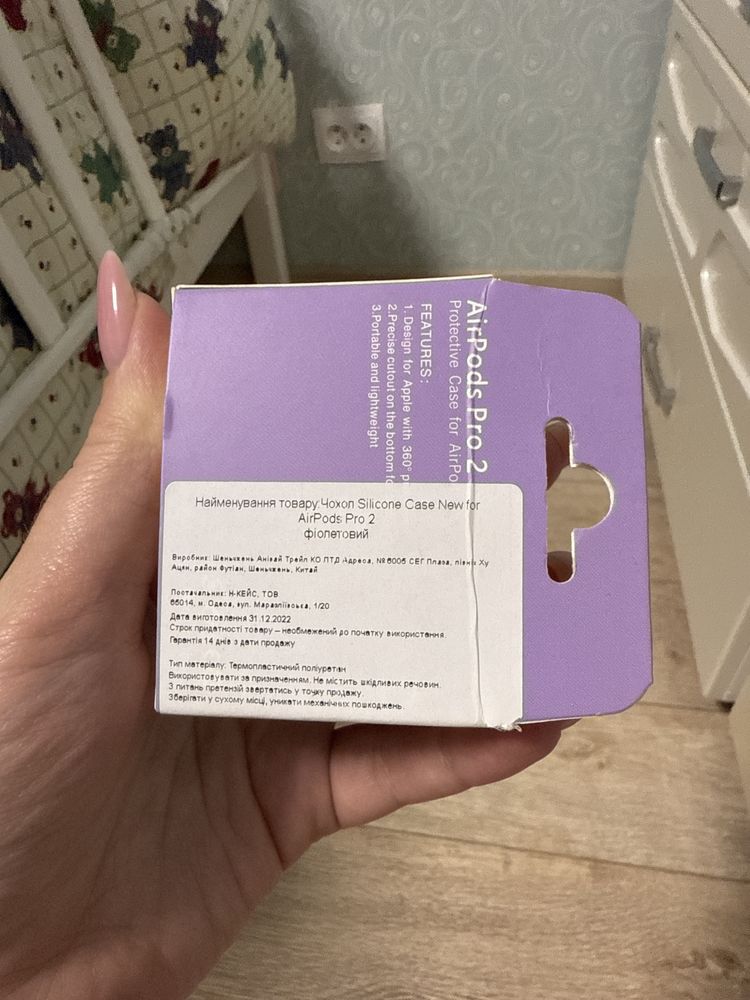 AirPods Pro 2
Protective Case for AirPo
FEATURES:
1. Design for Apple with 360° p
2.Precise cutout on the bottom fo
3.Portable and lightweight
Найменування товару:Чохол Silicone Case New for
AirPods Pro 2
фіолетовий
Виробник: Шеньчжень Анівай Трейл КО ЛТД Адреса, №6006 СЕГ Плаза, північ Ху
Ацян, район Футіан, Шеньчжень, Китай
Постачальник: Н-КЕЙС, ТОВ
65014, м. Одеса, вул. Маразліївська, 1/20
Дата виготовлення 31.12.2022
Строк придатності товару – необмежений до початку використання.
Гарантія 14 днів з дати продажу
Тип матеріалу: Термопластичний поліуретан
Використовувати за призначенням. Не містить шкідливих речовин.
З питань претензій звертатись у точку продажу.
Зберігати у сухому місці, уникати механічних пошкоджень.